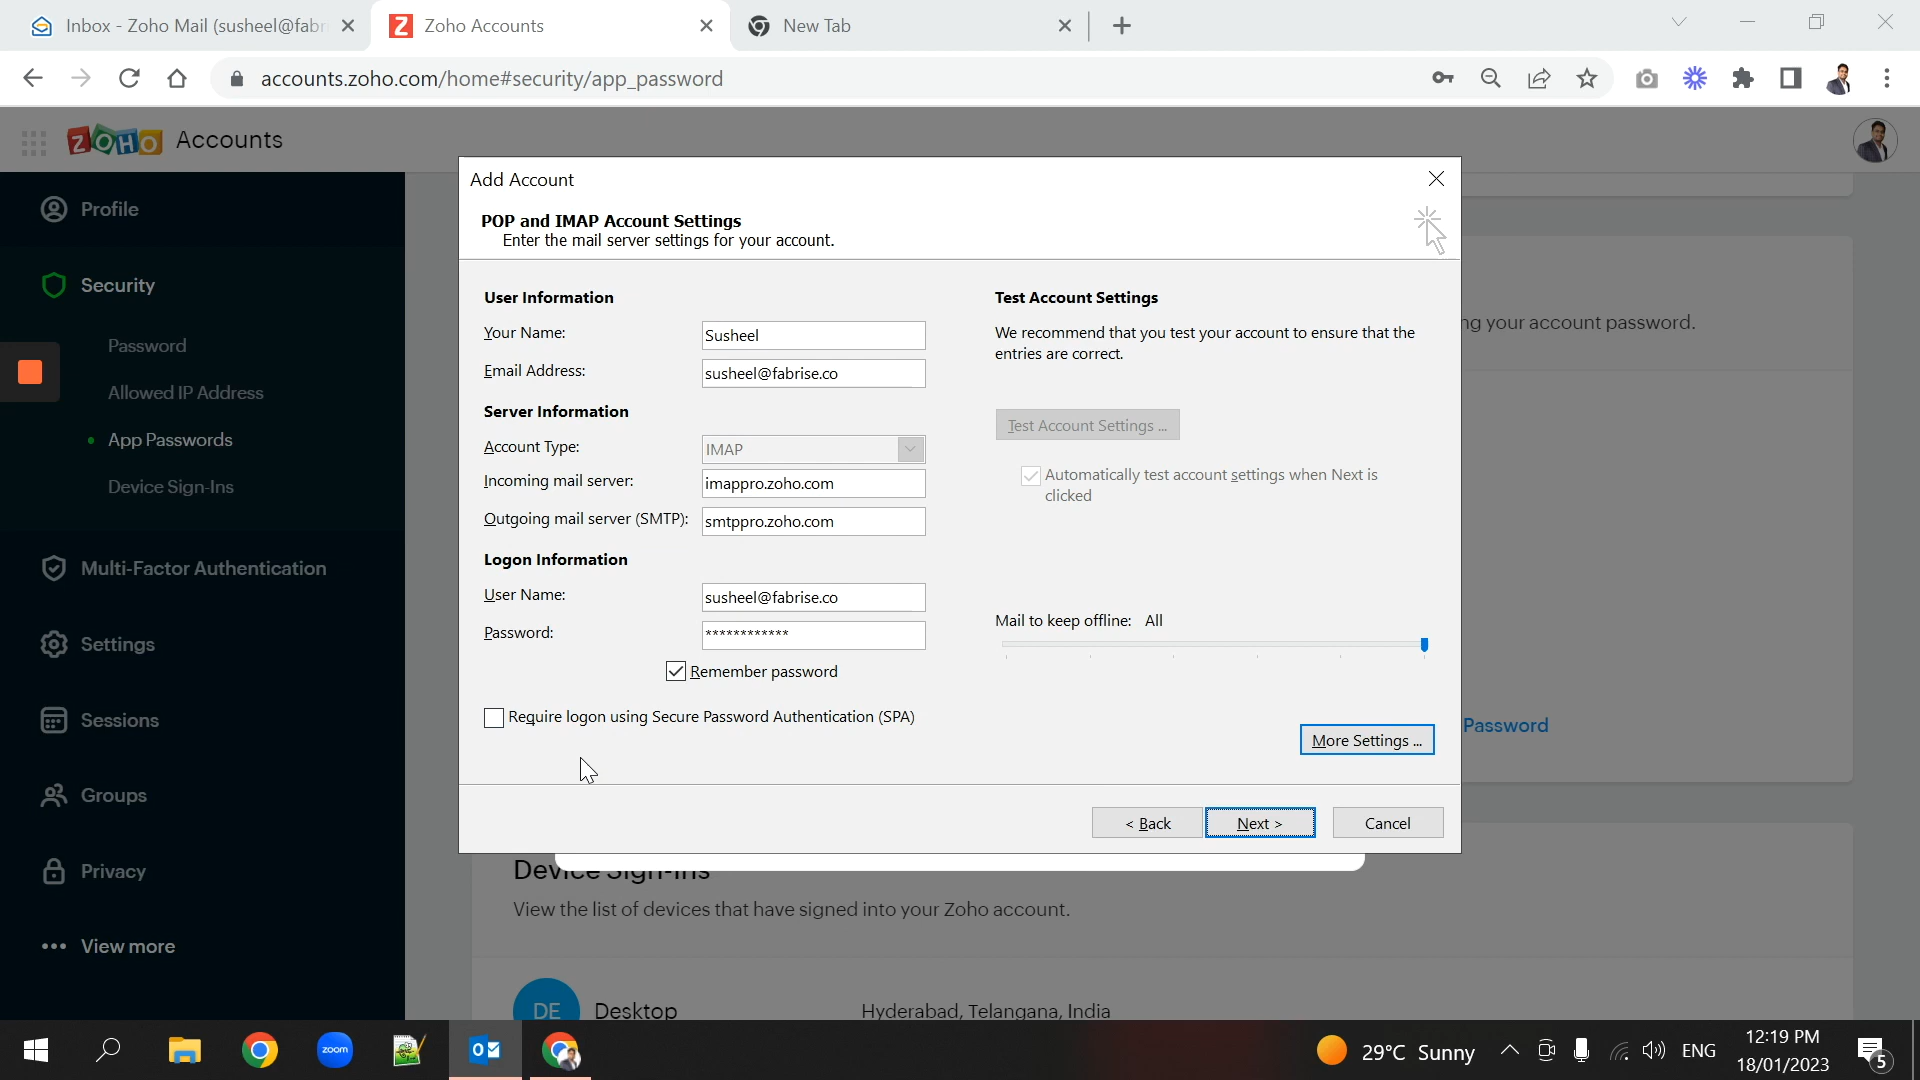 Inbox - Zoho Mail (susheel@fabr
Zoho Accounts
New Tab
accounts.zoho.com/home#security/app_password
ZOHO Accounts
Profile
Security
Password
Allowed IP Address
App Passwords
Device Sign-Ins
Multi-Factor Authentication
Settings
Sessions
Groups
Privacy
View more
Add Account
POP and IMAP Account Settings
Enter the mail server settings for your account.
User Information
Your Name:
Susheel
Email Address:
susheel@fabrise.co
Server Information
Account Type:
IMAP
Incoming mail server:
imappro.zoho.com
Outgoing mail server (SMTP):
smtppro.zoho.com
Logon Information
User Name:
susheel@fabrise.co
Password:
************
Remember password
Require logon using Secure Password Authentication (SPA)
Test Account Settings
We recommend that you test your account to ensure that the
entries are correct.
Test Account Settings ...
Automatically test account settings when Next is
clicked
Mail to keep offline: All
More Settings ...
< Back
Next >
Cancel
ng your account password.
Password
Device Sign-Ins
View the list of devices that have signed into your Zoho account.
DE
Desktop
Hyderabad, Telangana, India
zoom
29°C Sunny
ENG
12:19 PM
18/01/2023
5